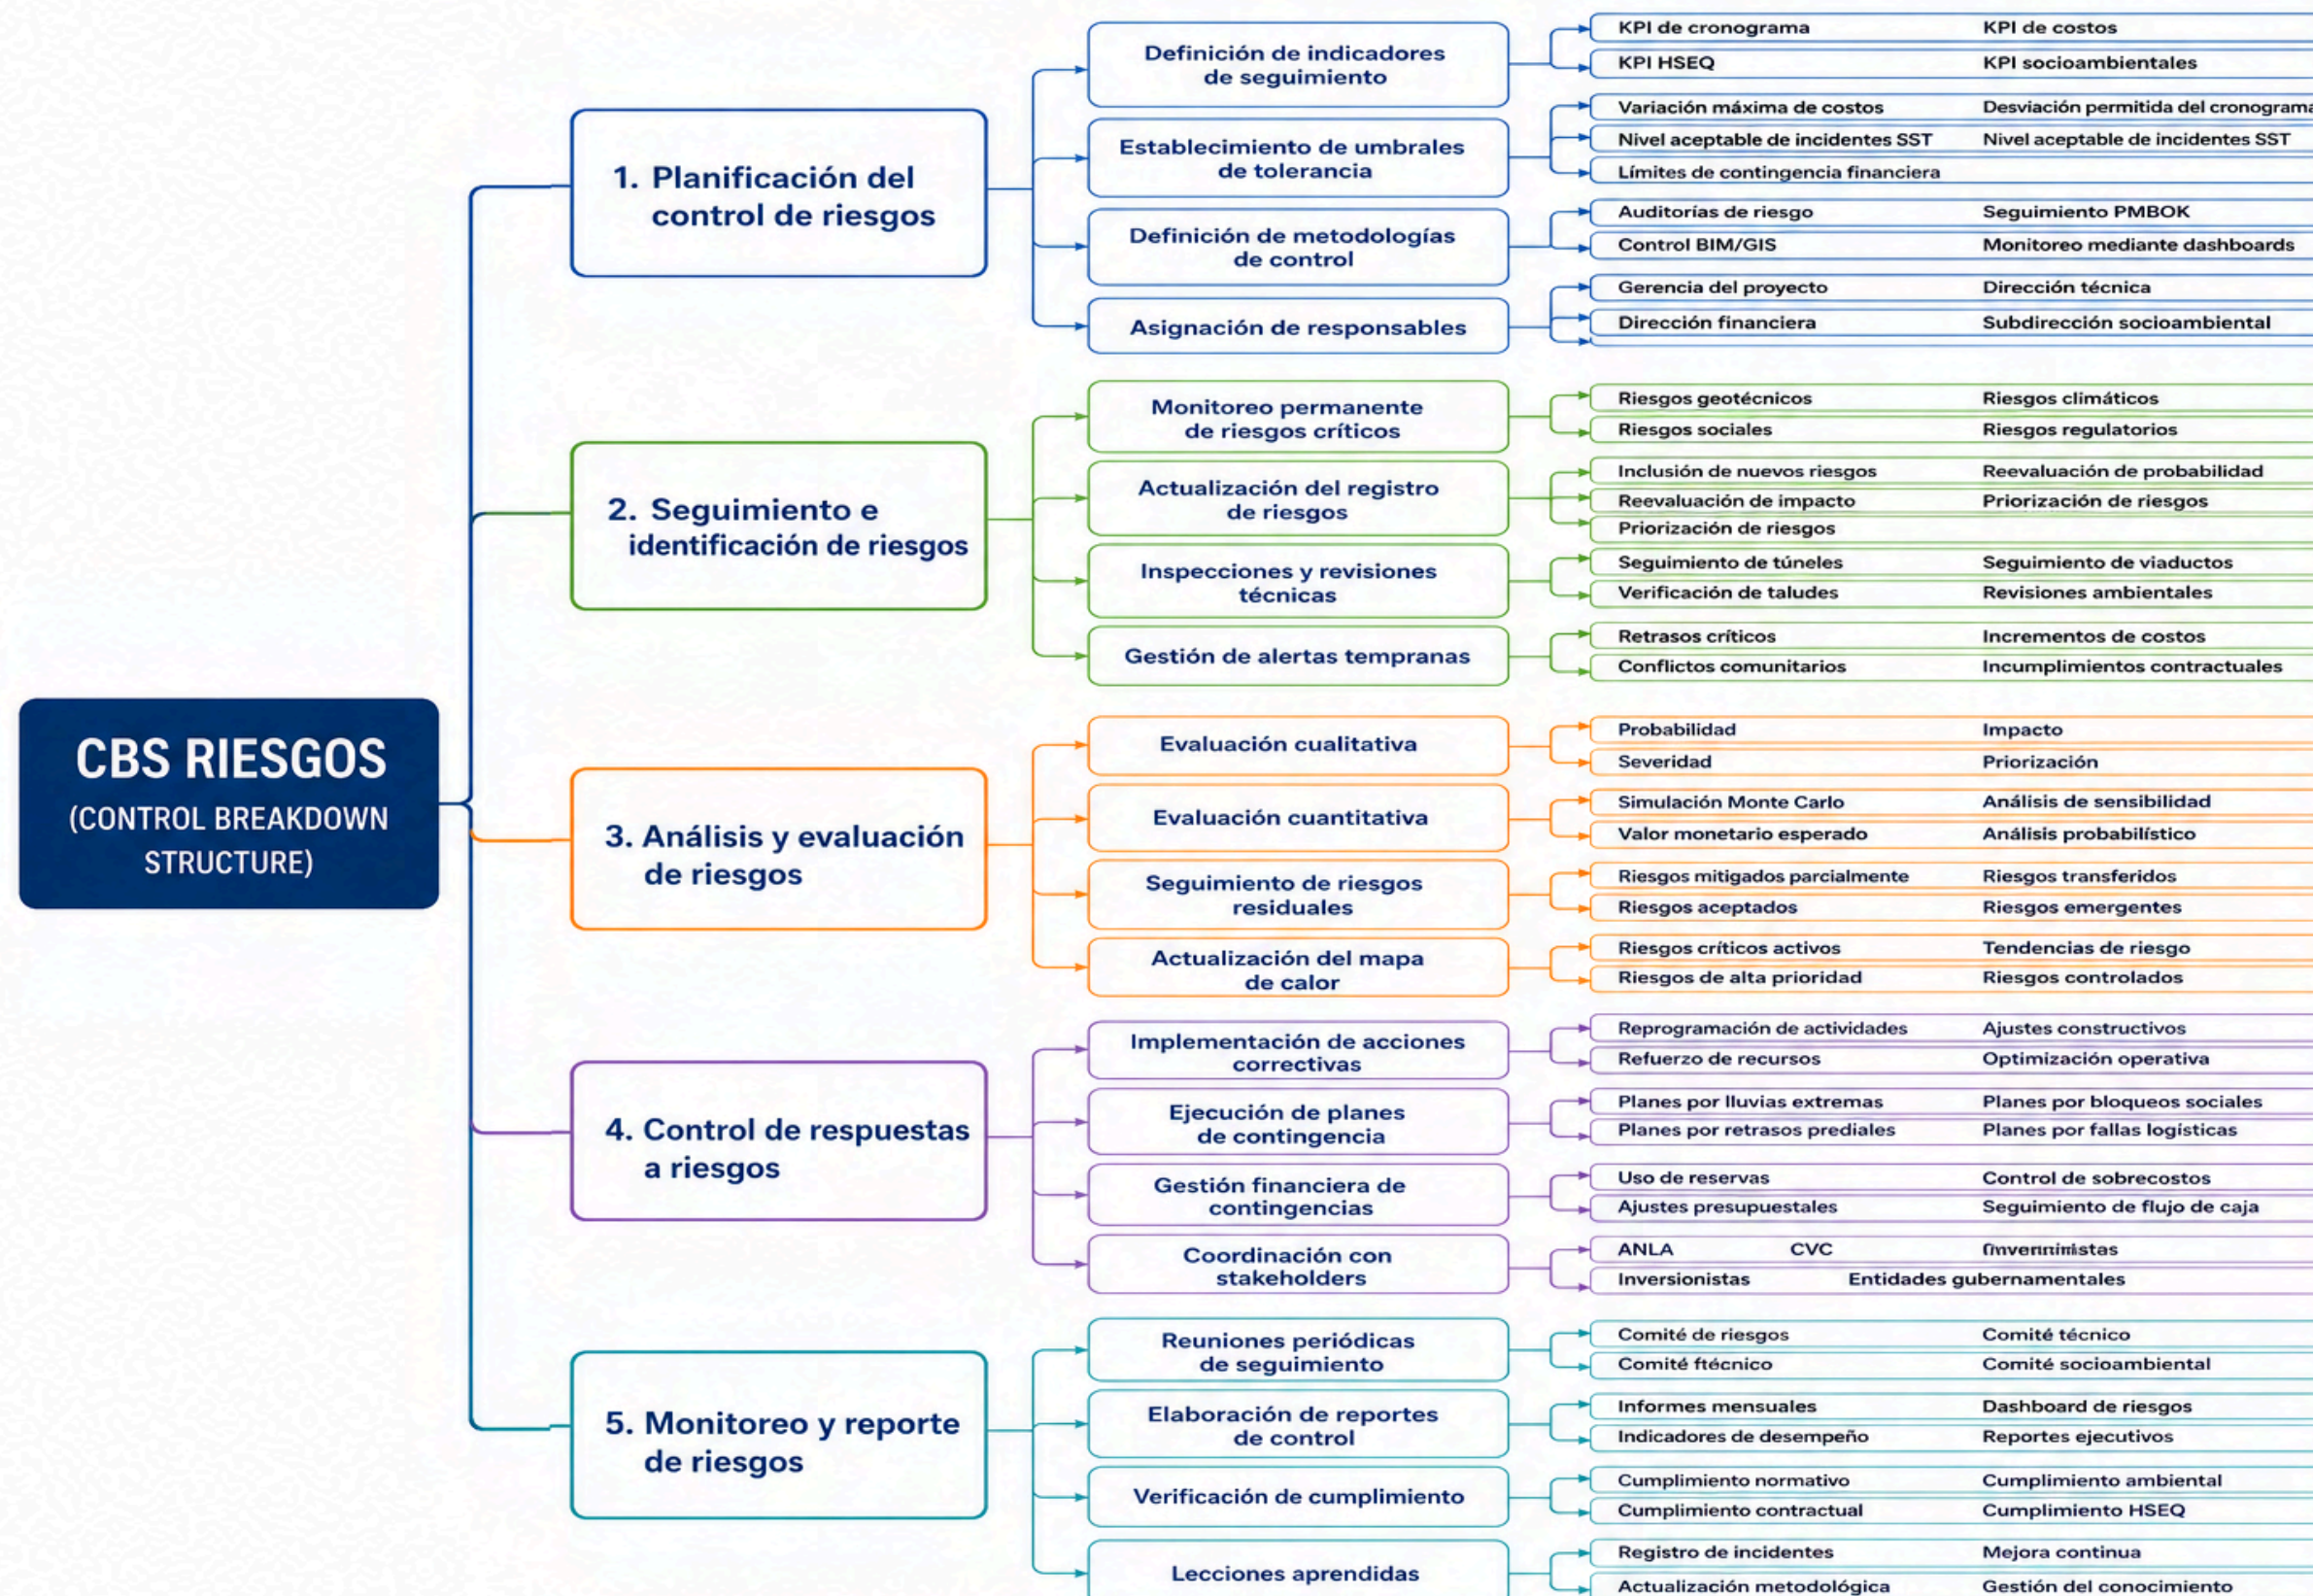 CBS RIESGOS
(CONTROL BREAKDOWN
STRUCTURE)
1. Planificación del
control de riesgos
Definición de indicadores
de seguimiento
KPI de cronograma KPI de costos
KPI HSEQ KPI socioambientales
Establecimiento de umbrales
de tolerancia
Variación máxima de costos Desviación permitida del cronograma
Nivel aceptable de incidentes SST Nivel aceptable de incidentes SST
Límites de contingencia financiera
Definición de metodologías
de control
Auditorías de riesgo Seguimiento PMBOK
Control BIM/GIS Monitoreo mediante dashboards
Asignación de responsables
Gerencia del proyecto Dirección técnica
Dirección financiera Subdirección socioambiental
2. Seguimiento e
identificación de riesgos
Monitoreo permanente
de riesgos críticos
Riesgos geotécnicos Riesgos climáticos
Riesgos sociales Riesgos regulatorios
Actualización del registro
de riesgos
Inclusión de nuevos riesgos Reevaluación de probabilidad
Reevaluación de impacto Priorización de riesgos
Priorización de riesgos
Inspecciones y revisiones
técnicas
Seguimiento de túneles Seguimiento de viaductos
Verificación de taludes Revisiones ambientales
Gestión de alertas tempranas
Retrasos críticos Incrementos de costos
Conflictos comunitarios Incumplimientos contractuales
3. Análisis y evaluación
de riesgos
Evaluación cualitativa
Probabilidad Impacto
Severidad Priorización
Evaluación cuantitativa
Simulación Monte Carlo Análisis de sensibilidad
Valor monetario esperado Análisis probabilístico
Seguimiento de riesgos
residuales
Riesgos mitigados parcialmente Riesgos transferidos
Riesgos aceptados Riesgos emergentes
Actualización del mapa
de calor
Riesgos críticos activos Tendencias de riesgo
Riesgos de alta prioridad Riesgos controlados
4. Control de respuestas
a riesgos
Implementación de acciones
correctivas
Reprogramación de actividades Ajustes constructivos
Refuerzo de recursos Optimización operativa
Ejecución de planes
de contingencia
Planes por lluvias extremas Planes por bloqueos sociales
Planes por retrasos prediales Planes por fallas logísticas
Gestión financiera de
contingencias
Uso de reservas Control de sobrecostos
Ajustes presupuestales Seguimiento de flujo de caja
Coordinación con
stakeholders
ANLA CVC
Inversionistas Entidades gubernamentales
5. Monitoreo y reporte
de riesgos
Reuniones periódicas
de seguimiento
Comité de riesgos Comité técnico
Comité ftécnico Comité socioambiental
Elaboración de reportes
de control
Informes mensuales Dashboard de riesgos
Indicadores de desempeño Reportes ejecutivos
Verificación de cumplimiento
Cumplimiento normativo Cumplimiento ambiental
Cumplimiento contractual Cumplimiento HSEQ
Lecciones aprendidas
Registro de incidentes Mejora continua
Actualización metodológica Gestión del conocimiento